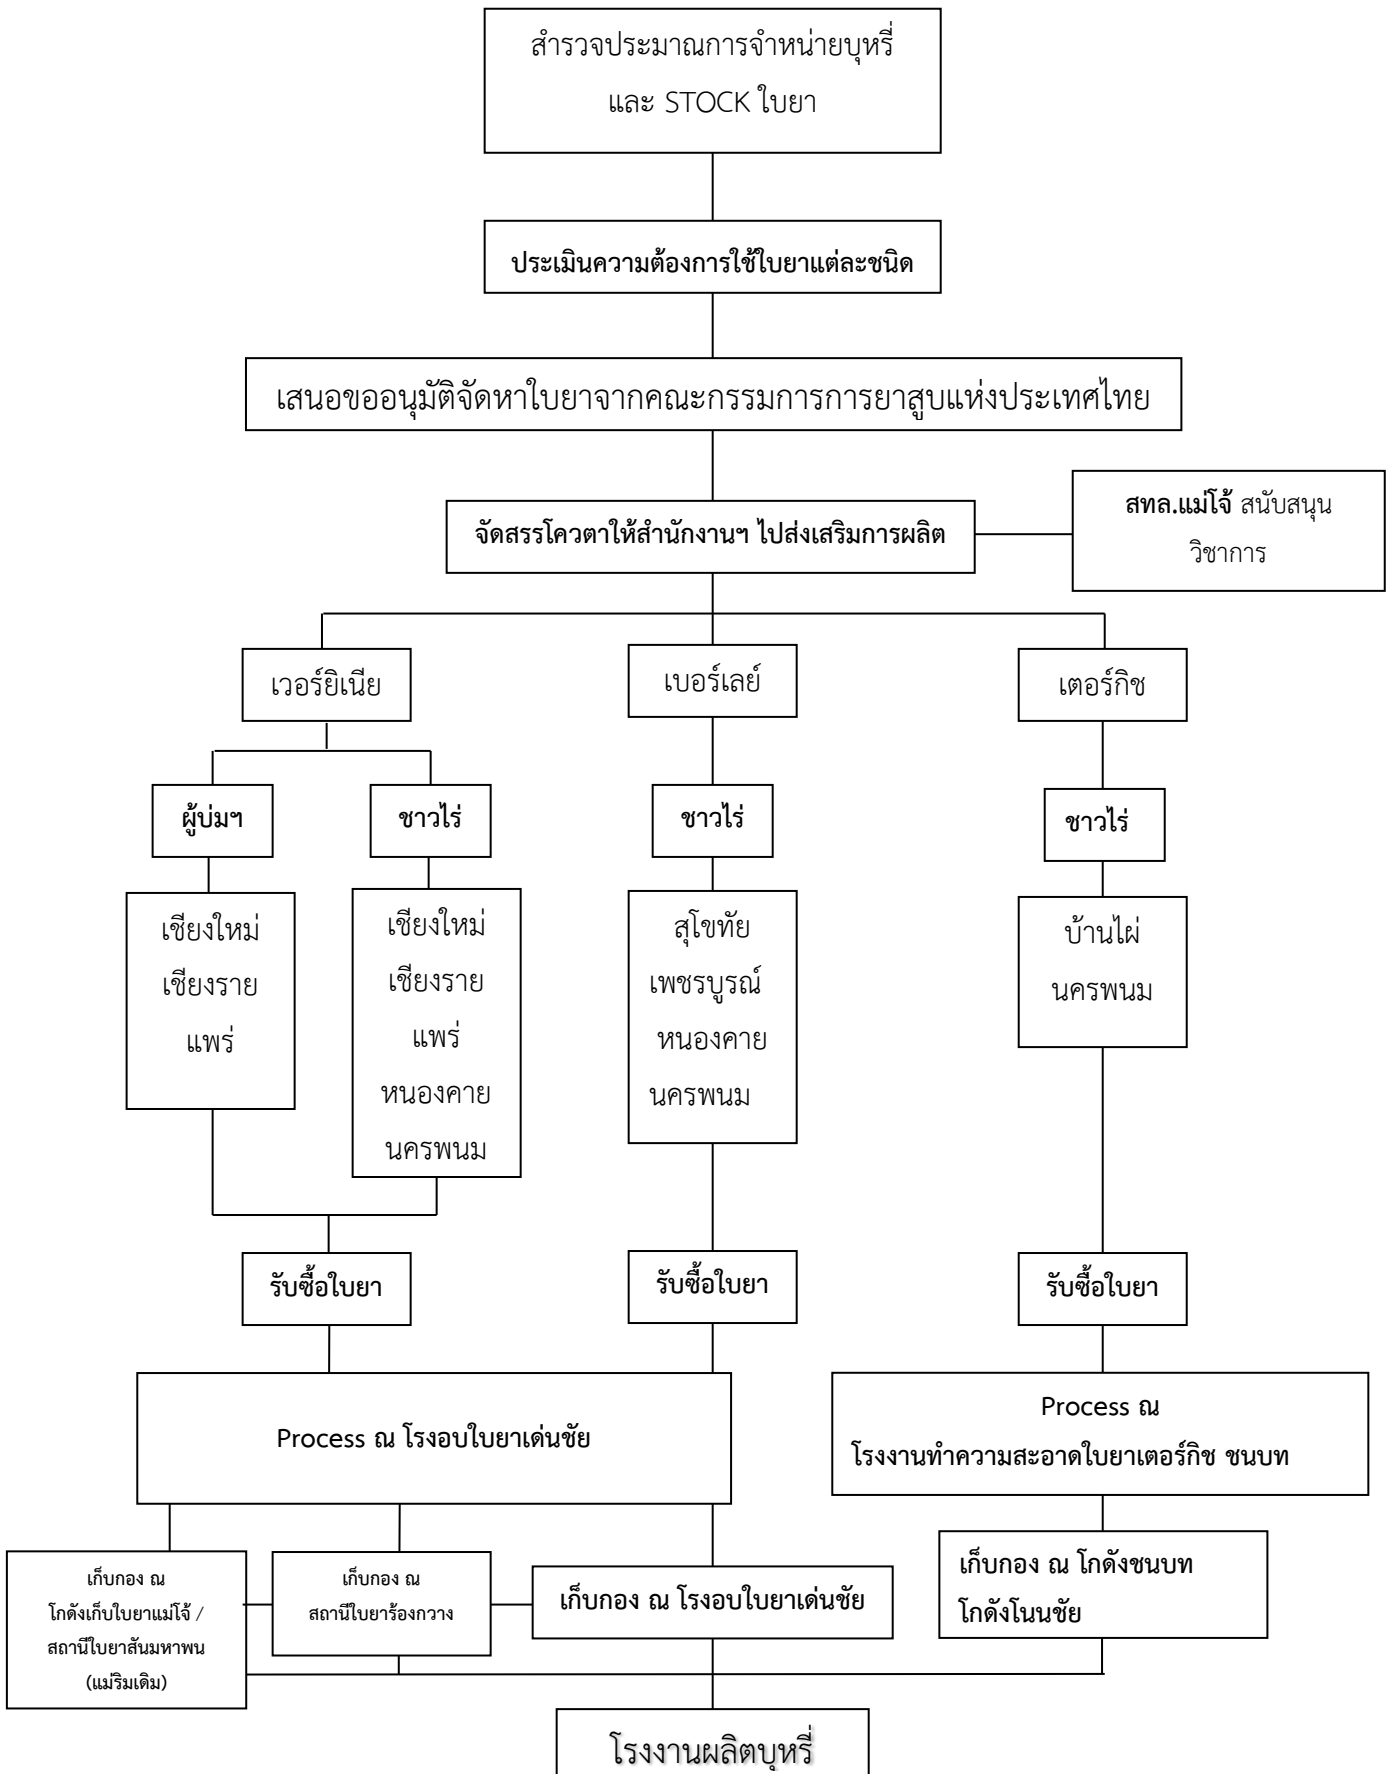 สำรวจประมาณการจำหน่ายบุหรี่
และ STOCK ใบยา
ประเมินความต้องการใช้ใบยาแต่ละชนิด
เสนอขออนุมัติจัดหาใบยาจากคณะกรรมการการยาสูบแห่งประเทศไทย
จัดสรรโควตาให้สำนักงานฯ ไปส่งเสริมการผลิต
สทล.แม่โจ้ สนับสนุน
วิชาการ
เวอร์ยิเนีย
เบอร์เลย์
เตอร์กิช
ผู้บ่มฯ
ชาวไร่
ชาวไร่
ชาวไร่
เชียงใหม่
เชียงราย
แพร่
เชียงใหม่
เชียงราย
แพร่
หนองคาย
นครพนม
สุโขทัย
เพชรบูรณ์
หนองคาย
นครพนม
บ้านไผ่
นครพนม
รับซื้อใบยา
รับซื้อใบยา
รับซื้อใบยา
Process ณ โรงอบใบยาเด่นชัย
Process ณ
โรงงานทำความสะอาดใบยาเตอร์กิช ชนบท
เก็บกอง ณ
โกดังเก็บใบยาแม่โจ้ /
สถานีใบยาสันมหาพน
(แม่ริมเดิม)
เก็บกอง ณ
สถานีใบยาร้องกวาง
เก็บกอง ณ โรงอบใบยาเด่นชัย
เก็บกอง ณ โกดังชนบท
โกดังโนนชัย
โรงงานผลิตบุหรี่